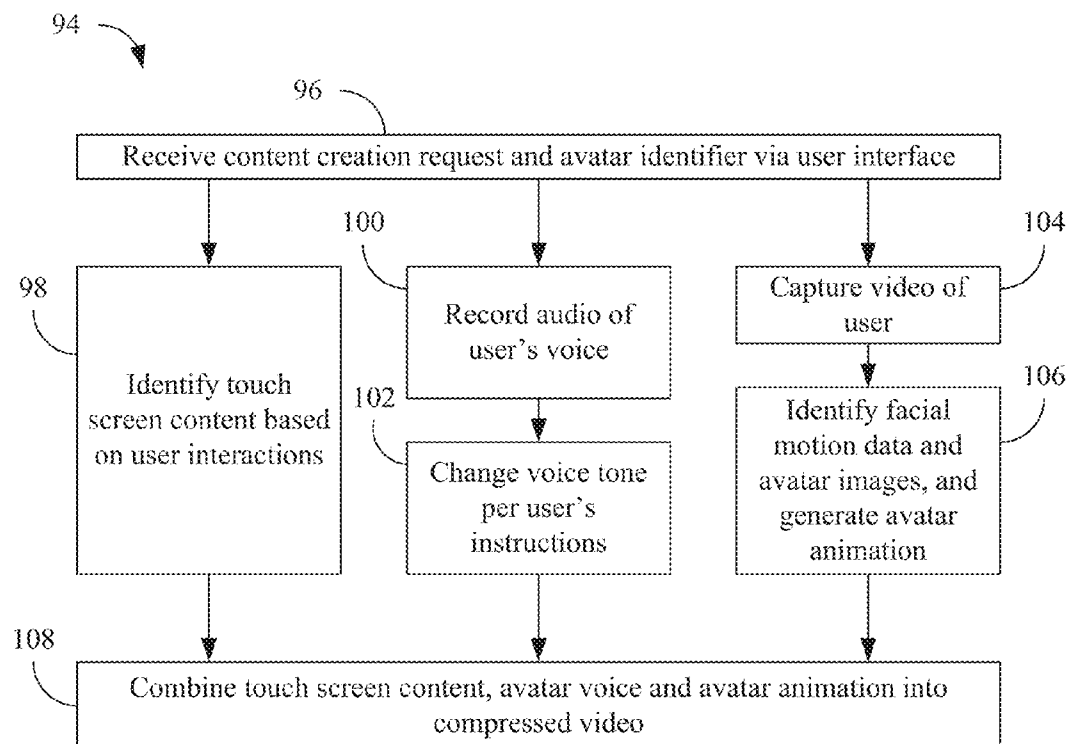 94
96
Receive content creation request and avatar identifier via user interface
98
Identify touch
screen content based
on user interactions
100
Record audio of
user's voice
102
Change voice tone
per user's
instructions
104
Capture video of
user
106
Identify facial
motion data and
avatar images, and
generate avatar
animation
108
Combine touch screen content, avatar voice and avatar animation into
compressed video